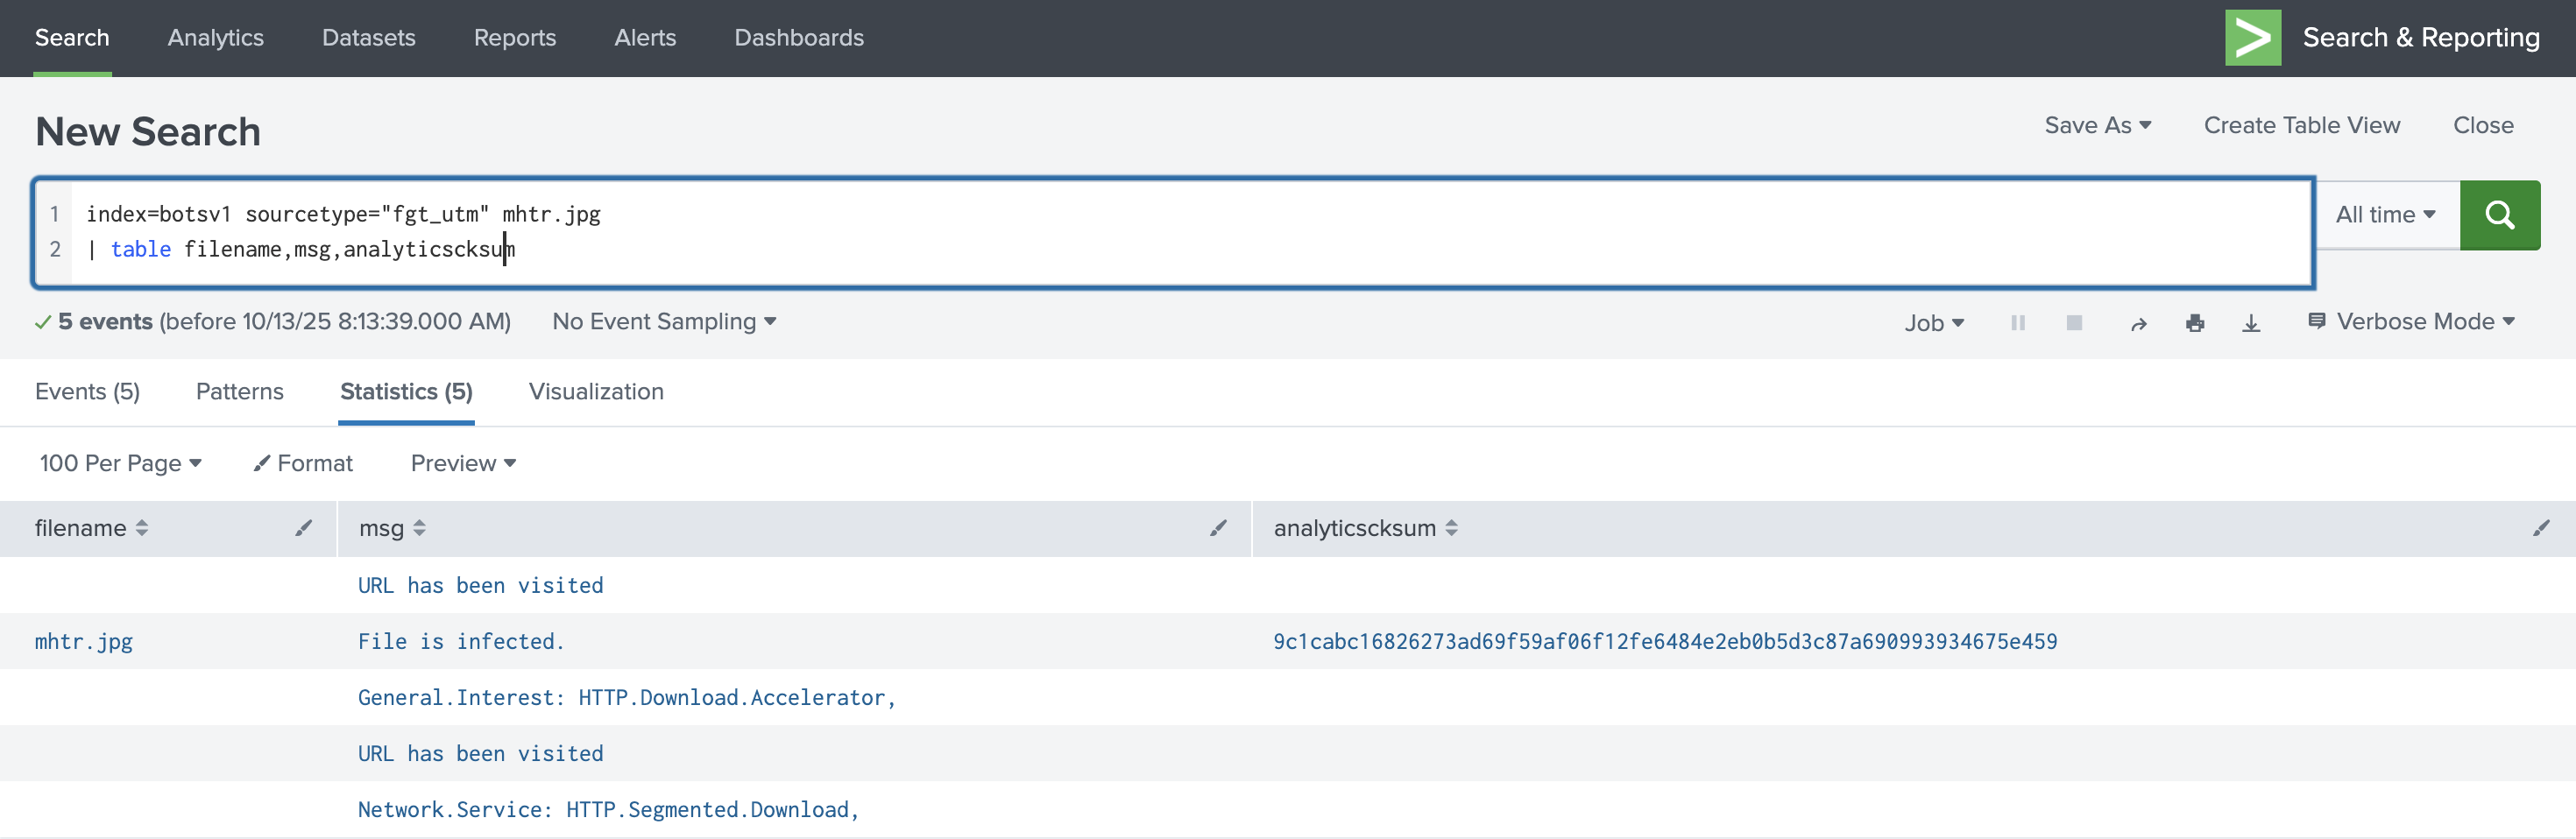 Search Analytics Datasets Reports Alerts Dashboards Search & Reporting
New Search Save As Create Table View Close
1 index=botsv1 sourcetype="fgt_utm" mhtr.jpg All time
2 | table filename,msg,analyticscksum
5 events (before 10/13/25 8:13:39.000 AM) No Event Sampling Job Verbose Mode
Events (5) Patterns Statistics (5) Visualization
100 Per Page Format Preview
filename msg analyticscksum
URL has been visited
mhtr.jpg File is infected. 9c1cabc16826273ad69f59af06f12fe6484e2eb0b5d3c87a690993934675e459
General.Interest: HTTP.Download.Accelerator,
URL has been visited
Network.Service: HTTP.Segmented.Download,